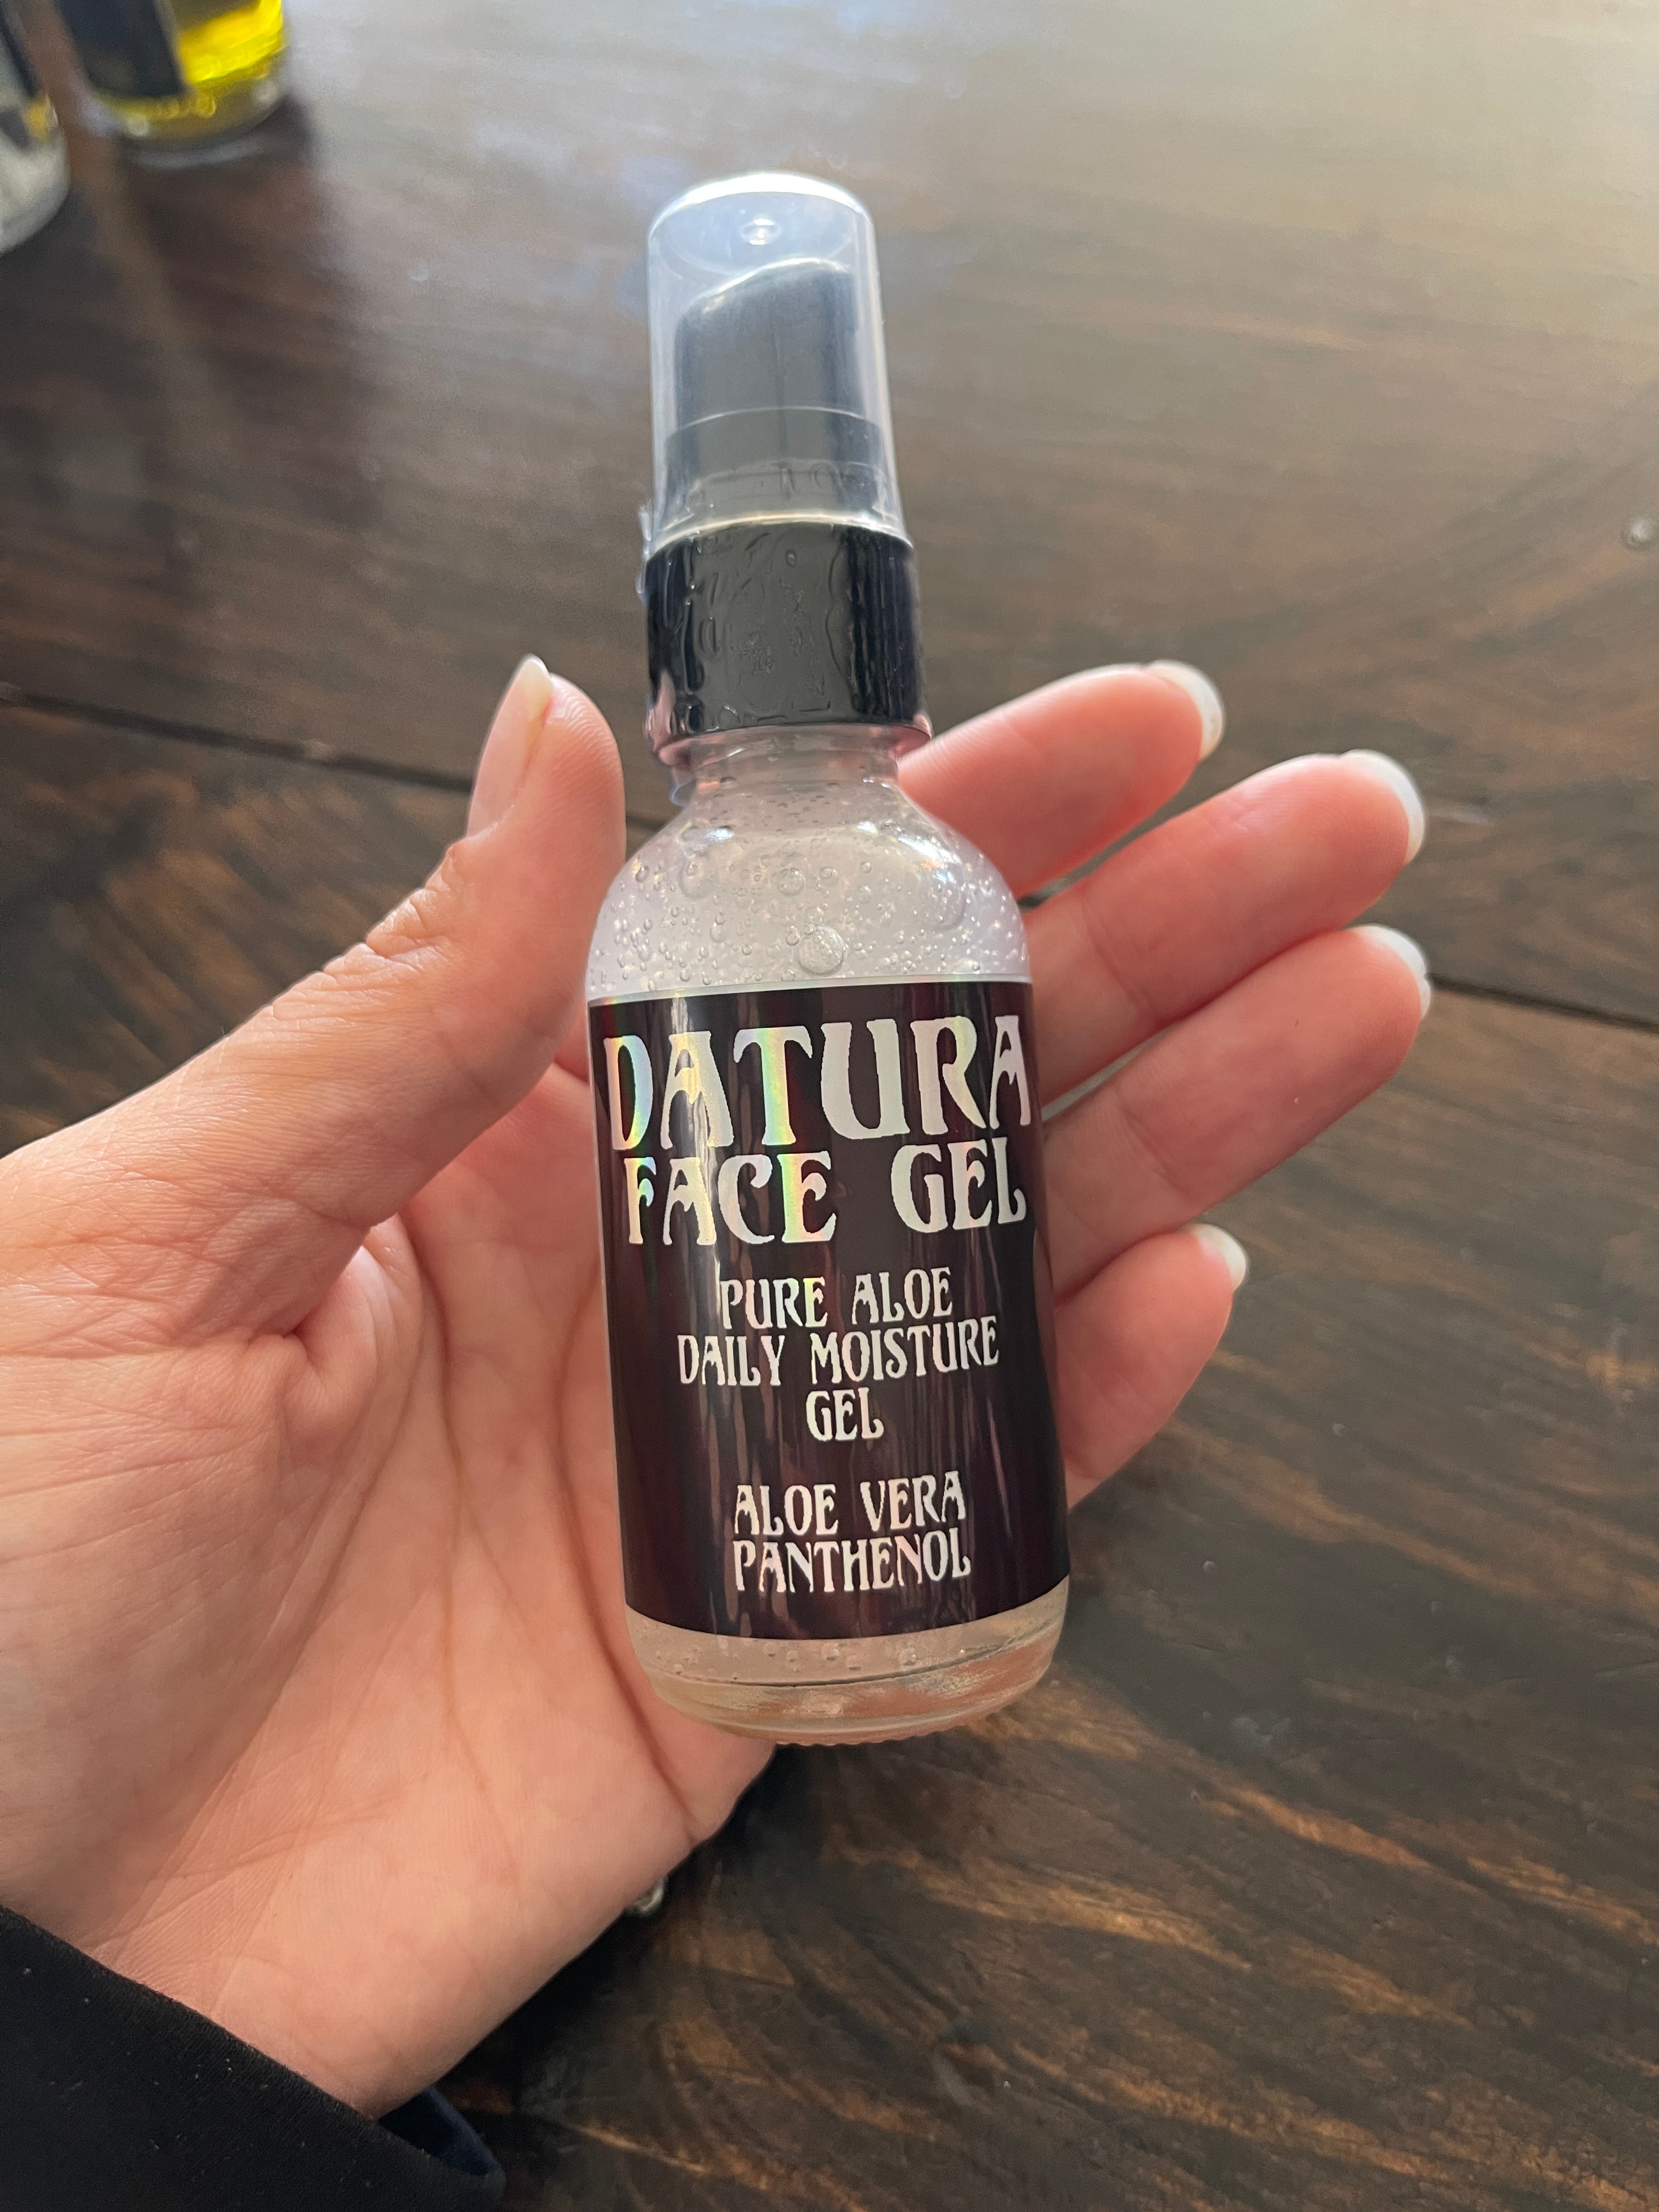 DATURA
FACE GEL
PURE ALOE
DAILY MOISTURE
GEL
ALOE VERA
PANTHENOL